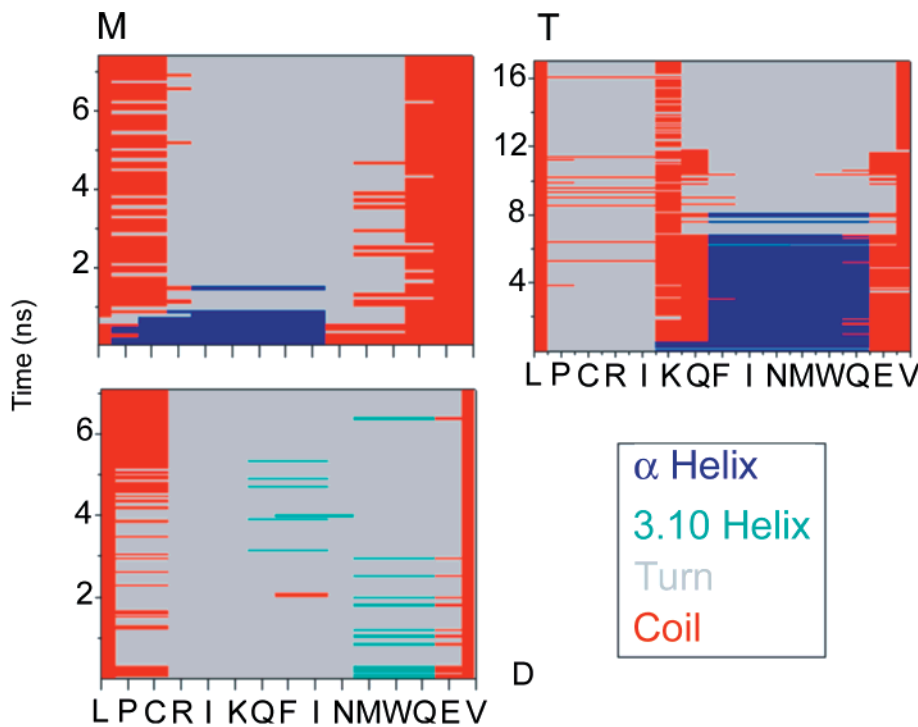 M
T
Time (ns)
6
4
2
16
12
8
4
L P C R I K Q F I N M W Q E V
6
4
2
L P C R I K Q F I N M W Q E V
D
α Helix
3.10 Helix
Turn
Coil